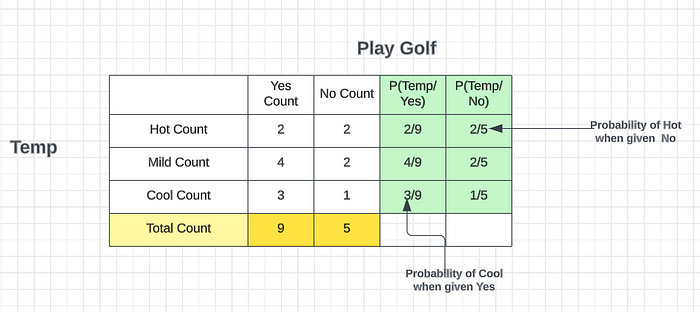 Play Golf
Yes Count No Count P(Temp/Yes) P(Temp/No)
Hot Count 2 2 2/9 2/5
Probability of Hot
when given No
Temp
Mild Count 4 2 4/9 2/5
Cool Count 3 1 3/9 1/5
Total Count 9 5
Probability of Cool
when given Yes